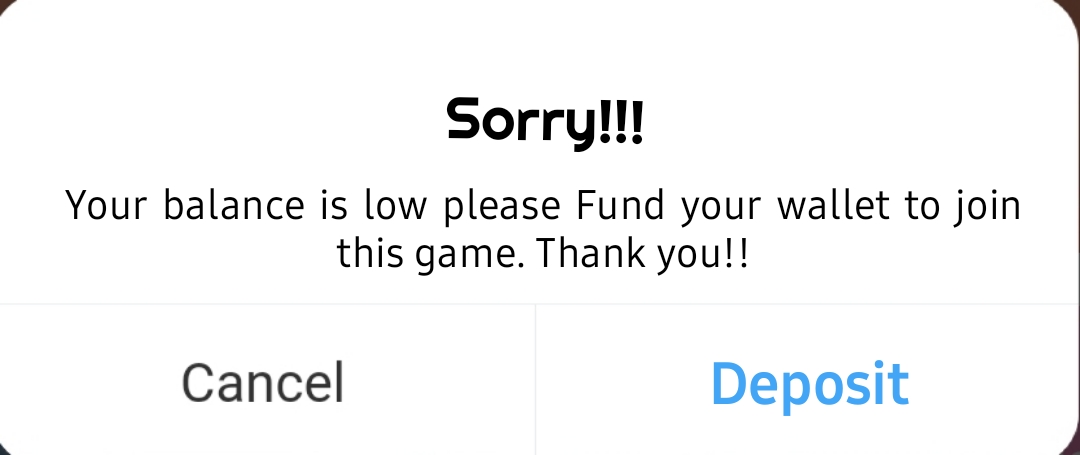 Sorry!!!
Your balance is low please Fund your wallet to join
this game. Thank you!!
Cancel
Deposit